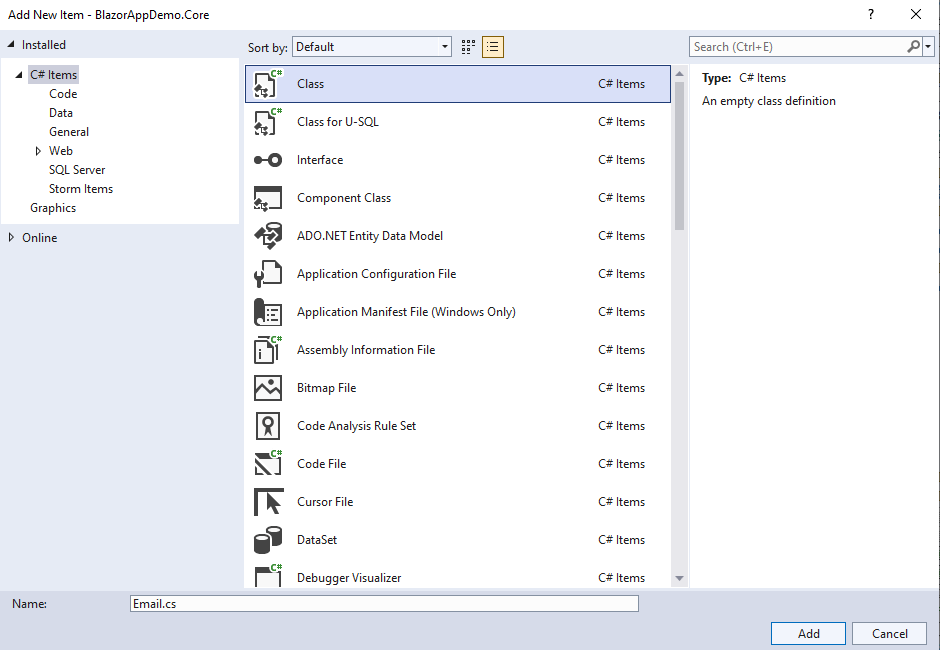 Add New Item - BlazorAppDemo.Core
?
Installed
Sort by: Default
Search (Ctrl+E)
C# Items
Code
Data
General
Web
SQL Server
Storm Items
Graphics
Online
C# Class C# Items
C# Class for U-SQL C# Items
Interface C# Items
Component Class C# Items
ADO.NET Entity Data Model C# Items
Application Configuration File C# Items
Application Manifest File (Windows Only) C# Items
C# Assembly Information File C# Items
Bitmap File C# Items
Code Analysis Rule Set C# Items
C# Code File C# Items
Cursor File C# Items
DataSet C# Items
C# Debugger Visualizer C# Items
Type: C# Items
An empty class definition
Name: Email.cs
Add Cancel